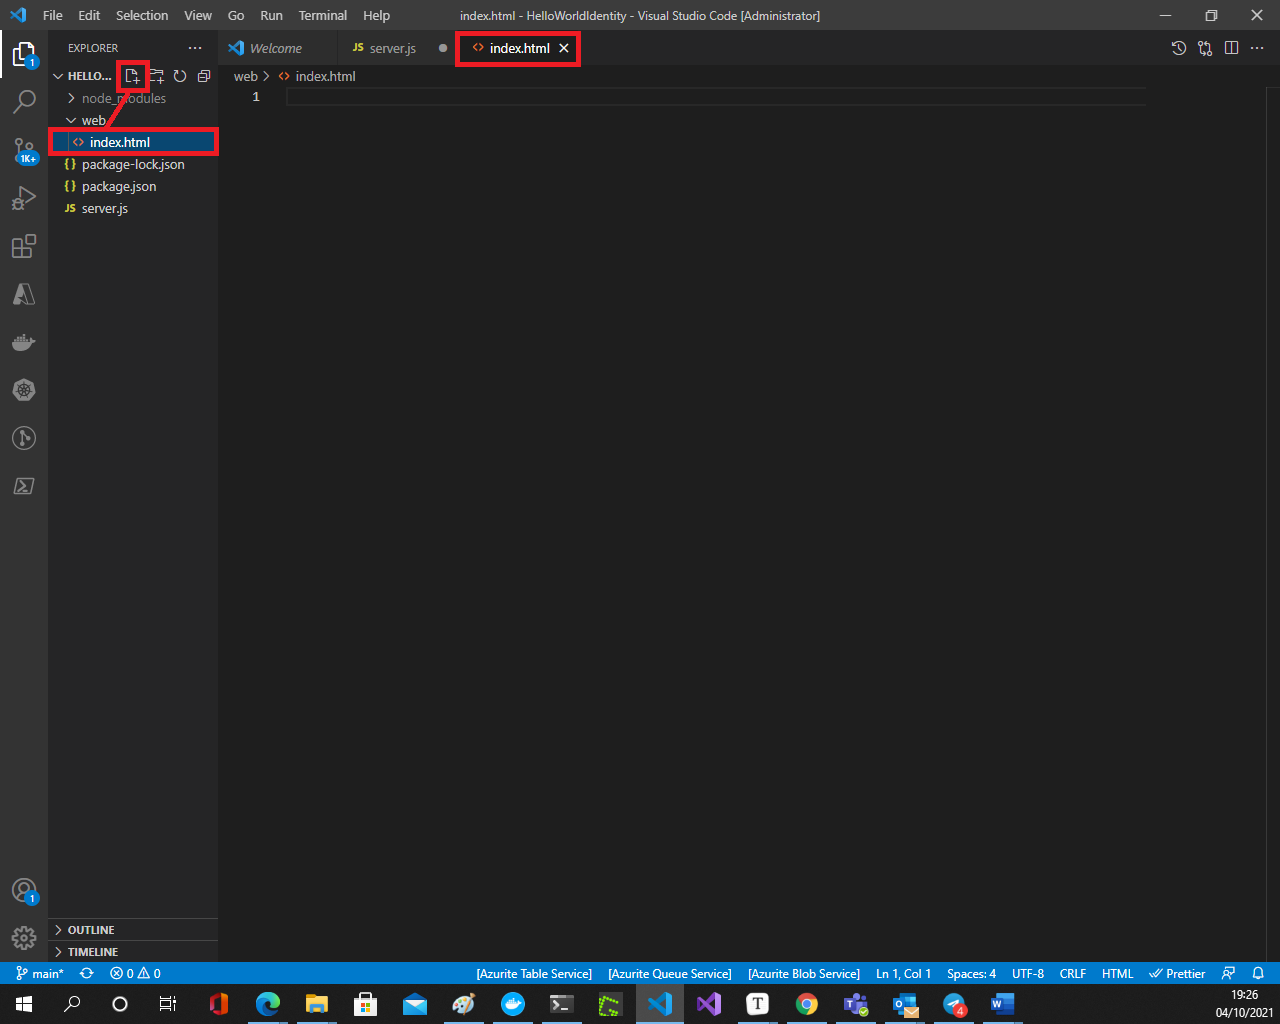 File Edit Selection View Go Run Terminal Help index.html - HelloWorldIdentity - Visual Studio Code [Administrator]
EXPLORER ...
Welcome JS server.js index.html
HELLO...
web > index.html
1
node_modules
web
index.html
{} package-lock.json
{} package.json
JS server.js
1
1K+
1
OUTLINE
TIMELINE
main* 0 0 [Azurite Table Service] [Azurite Queue Service] [Azurite Blob Service] Ln 1, Col 1 Spaces: 4 UTF-8 CRLF HTML Prettier
T
4
19:26
04/10/2021